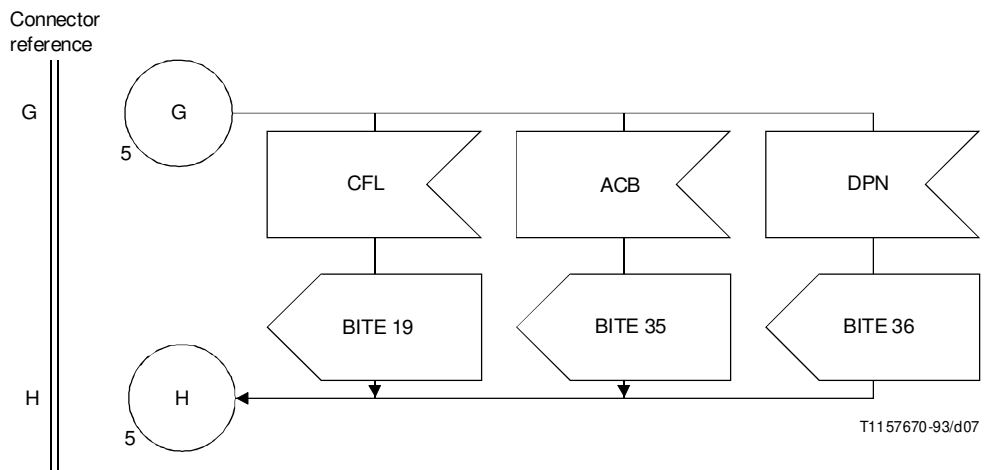 Connector
reference
G
G
5
CFL
ACB
DPN
BITE 19
BITE 35
BITE 36
H
H
5
T1157670-93/d07